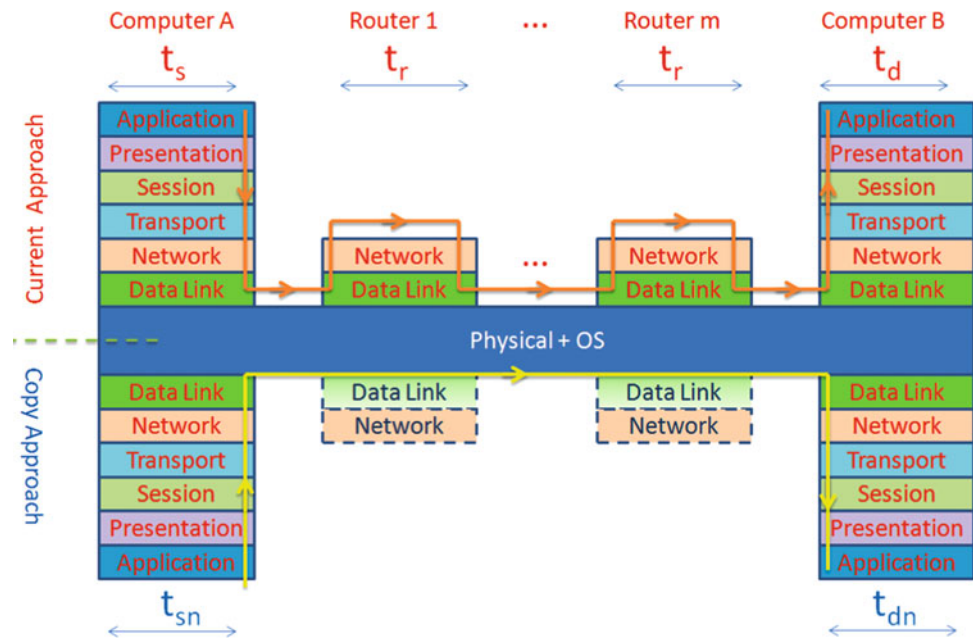 Computer A Router 1 ... Router m Computer B
ts tr tr td
Current Approach
Application Application
Presentation Presentation
Session Session
Transport Transport
Network Network ... Network Network
Data Link Data Link Data Link Data Link
Physical + OS
Copy Approach
Data Link Data Link Data Link Data Link
Network Network Network Network
Transport Transport
Session Session
Presentation Presentation
Application Application
tsn tdn